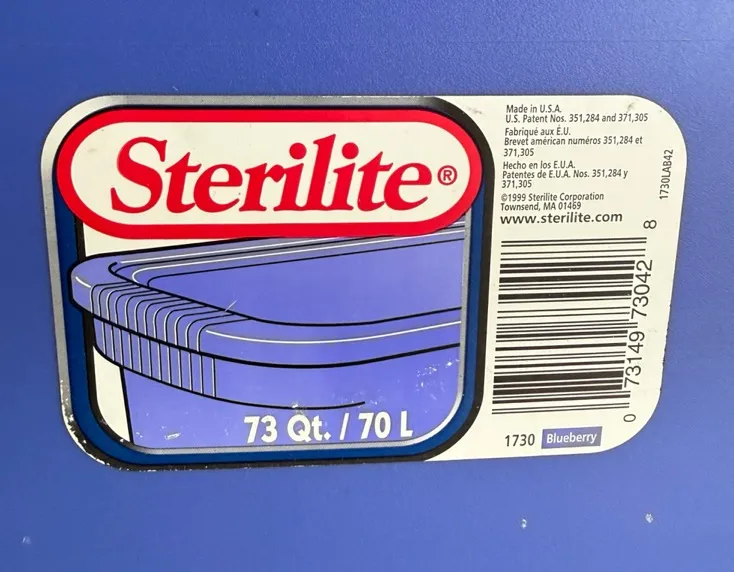 Sterilite®
73 Qt. / 70 L
Made in U.S.A.
U.S. Patent Nos. 351,284 and 371,305
Fabriqué aux É.U.
Brevet américan numéros 351,284 et
371,305
Hecho en los E.U.A.
Patentes de E.U.A. Nos. 351,284 y
371,305
©1999 Sterilite Corporation
Townsend, MA 01469
www.sterilite.com
1730LAB42
0 73149 73042 8
1730 Blueberry